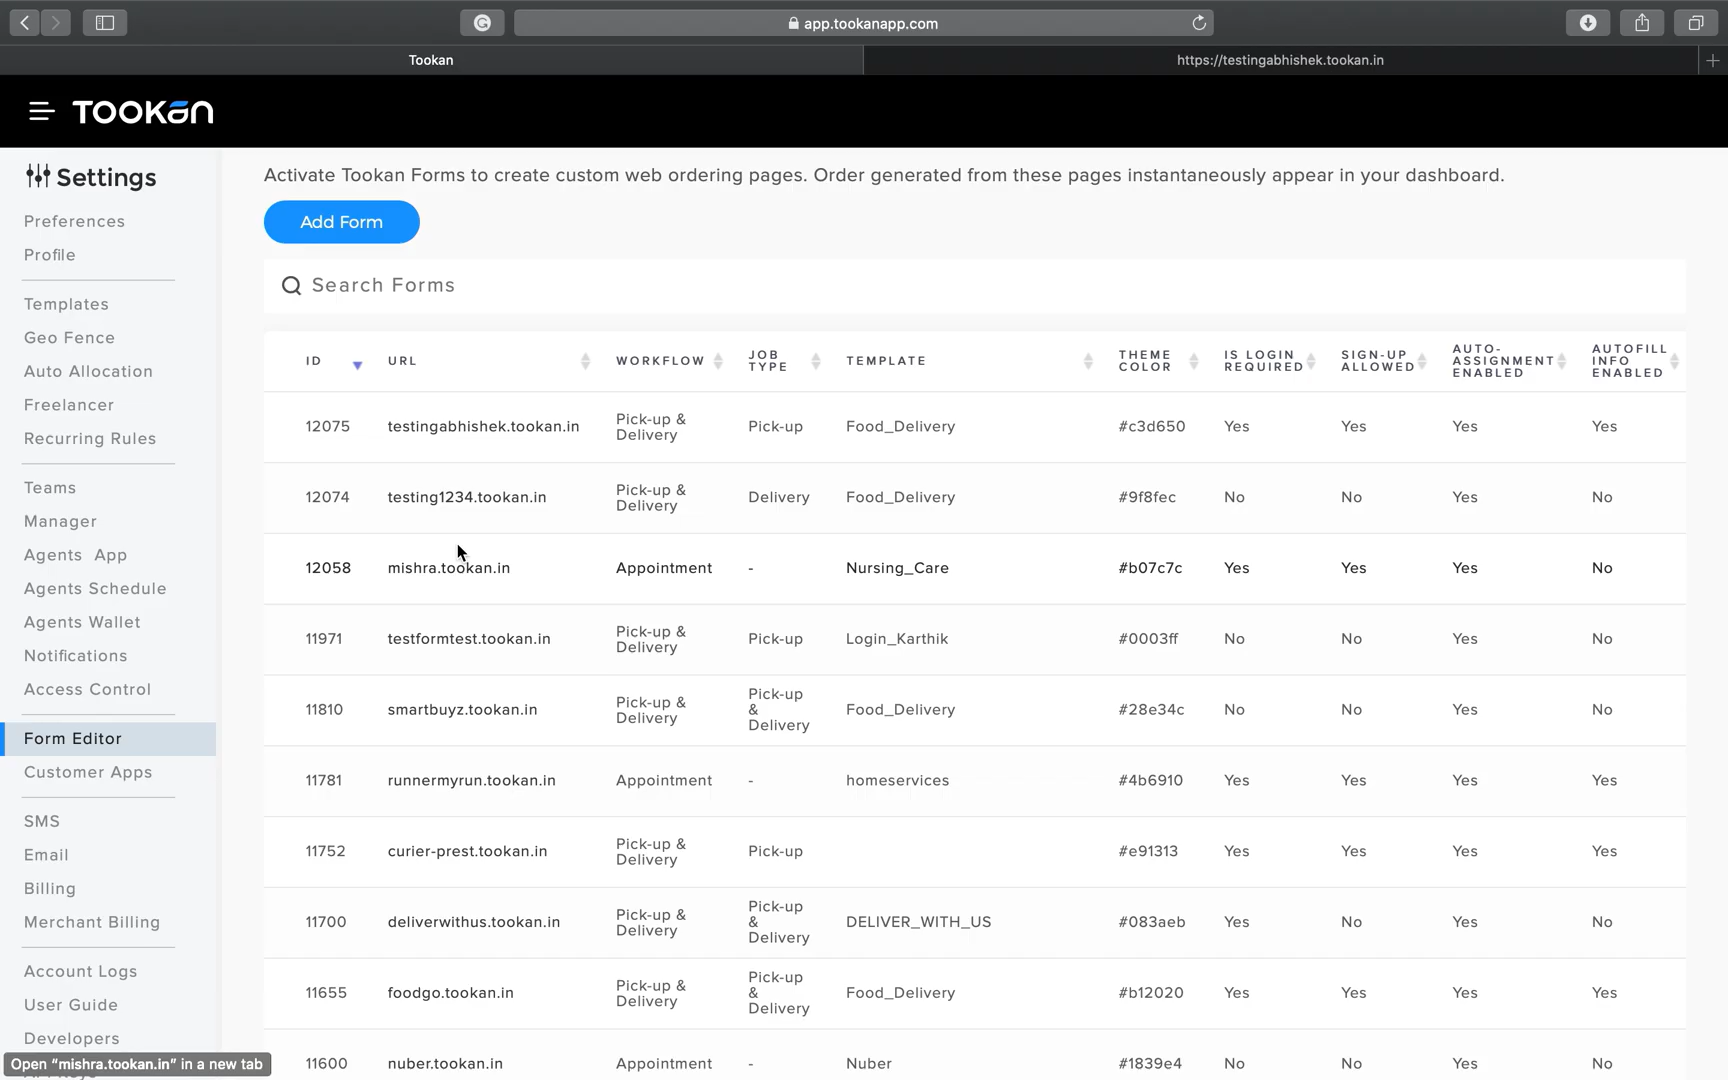 app.tookanapp.com
Tookan
https://testingabhishek.tookan.in
TOOKAN
Settings
Preferences
Profile
Templates
Geo Fence
Auto Allocation
Freelancer
Recurring Rules
Teams
Manager
Agents App
Agents Schedule
Agents Wallet
Notifications
Access Control
Form Editor
Customer Apps
SMS
Email
Billing
Merchant Billing
Account Logs
User Guide
Developers
Open “mishra.tookan.in” in a new tab
Activate Tookan Forms to create custom web ordering pages. Order generated from these pages instantaneously appear in your dashboard.
Add Form
Search Forms
ID URL WORKFLOW JOB TYPE TEMPLATE THEME COLOR IS LOGIN REQUIRED SIGN-UP ALLOWED AUTO-ASSIGNMENT ENABLED AUTOFILL INFO ENABLED
12075 testingabhishek.tookan.in Pick-up & Delivery Pick-up Food_Delivery #c3d650 Yes Yes Yes Yes
12074 testing1234.tookan.in Pick-up & Delivery Delivery Food_Delivery #9f8fec No No Yes No
12058 mishra.tookan.in Appointment - Nursing_Care #b07c7c Yes Yes Yes No
11971 testformtest.tookan.in Pick-up & Delivery Pick-up Login_Karthik #0003ff No No Yes No
11810 smartbuyz.tookan.in Pick-up & Delivery Pick-up & Delivery Food_Delivery #28e34c No No Yes No
11781 runnermyrun.tookan.in Appointment - homeservices #4b6910 Yes Yes Yes Yes
11752 curier-prest.tookan.in Pick-up & Delivery Pick-up #e91313 Yes Yes Yes Yes
11700 deliverwithus.tookan.in Pick-up & Delivery Pick-up & Delivery DELIVER_WITH_US #083aeb Yes No Yes No
11655 foodgo.tookan.in Pick-up & Delivery Pick-up & Delivery Food_Delivery #b12020 Yes Yes Yes Yes
11600 nuber.tookan.in Appointment - Nuber #1839e4 No No Yes No